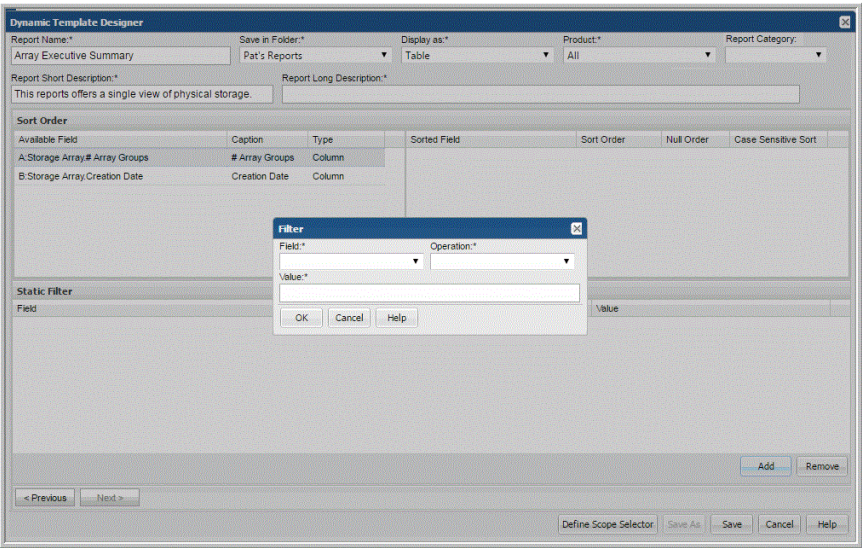 Dynamic Template Designer
Report Name:* Save in Folder:* Display as:* Product:* Report Category:
Array Executive Summary Pat's Reports Table All
Report Short Description:* Report Long Description:*
This reports offers a single view of physical storage.
Sort Order
Available Field Caption Type Sorted Field Sort Order Null Order Case Sensitive Sort
A:Storage Array.# Array Groups # Array Groups Column
B:Storage Array.Creation Date Creation Date Column
Filter
Field:* Operation:*
Value:*
OK Cancel Help
Static Filter
Field Value
Add Remove
< Previous Next >
Define Scope Selector Save As Save Cancel Help